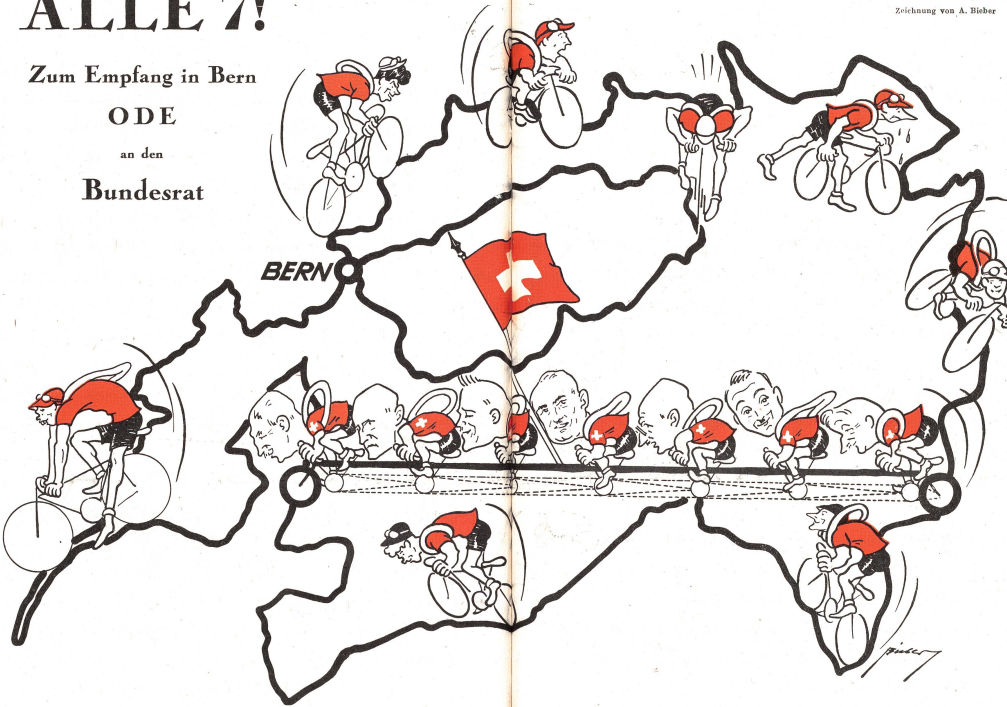 ALLE 7!
Zum Empfang in Bern
ODE
an den
Bundesrat
Zeichnung von A. Bieber
BERN
Bieber